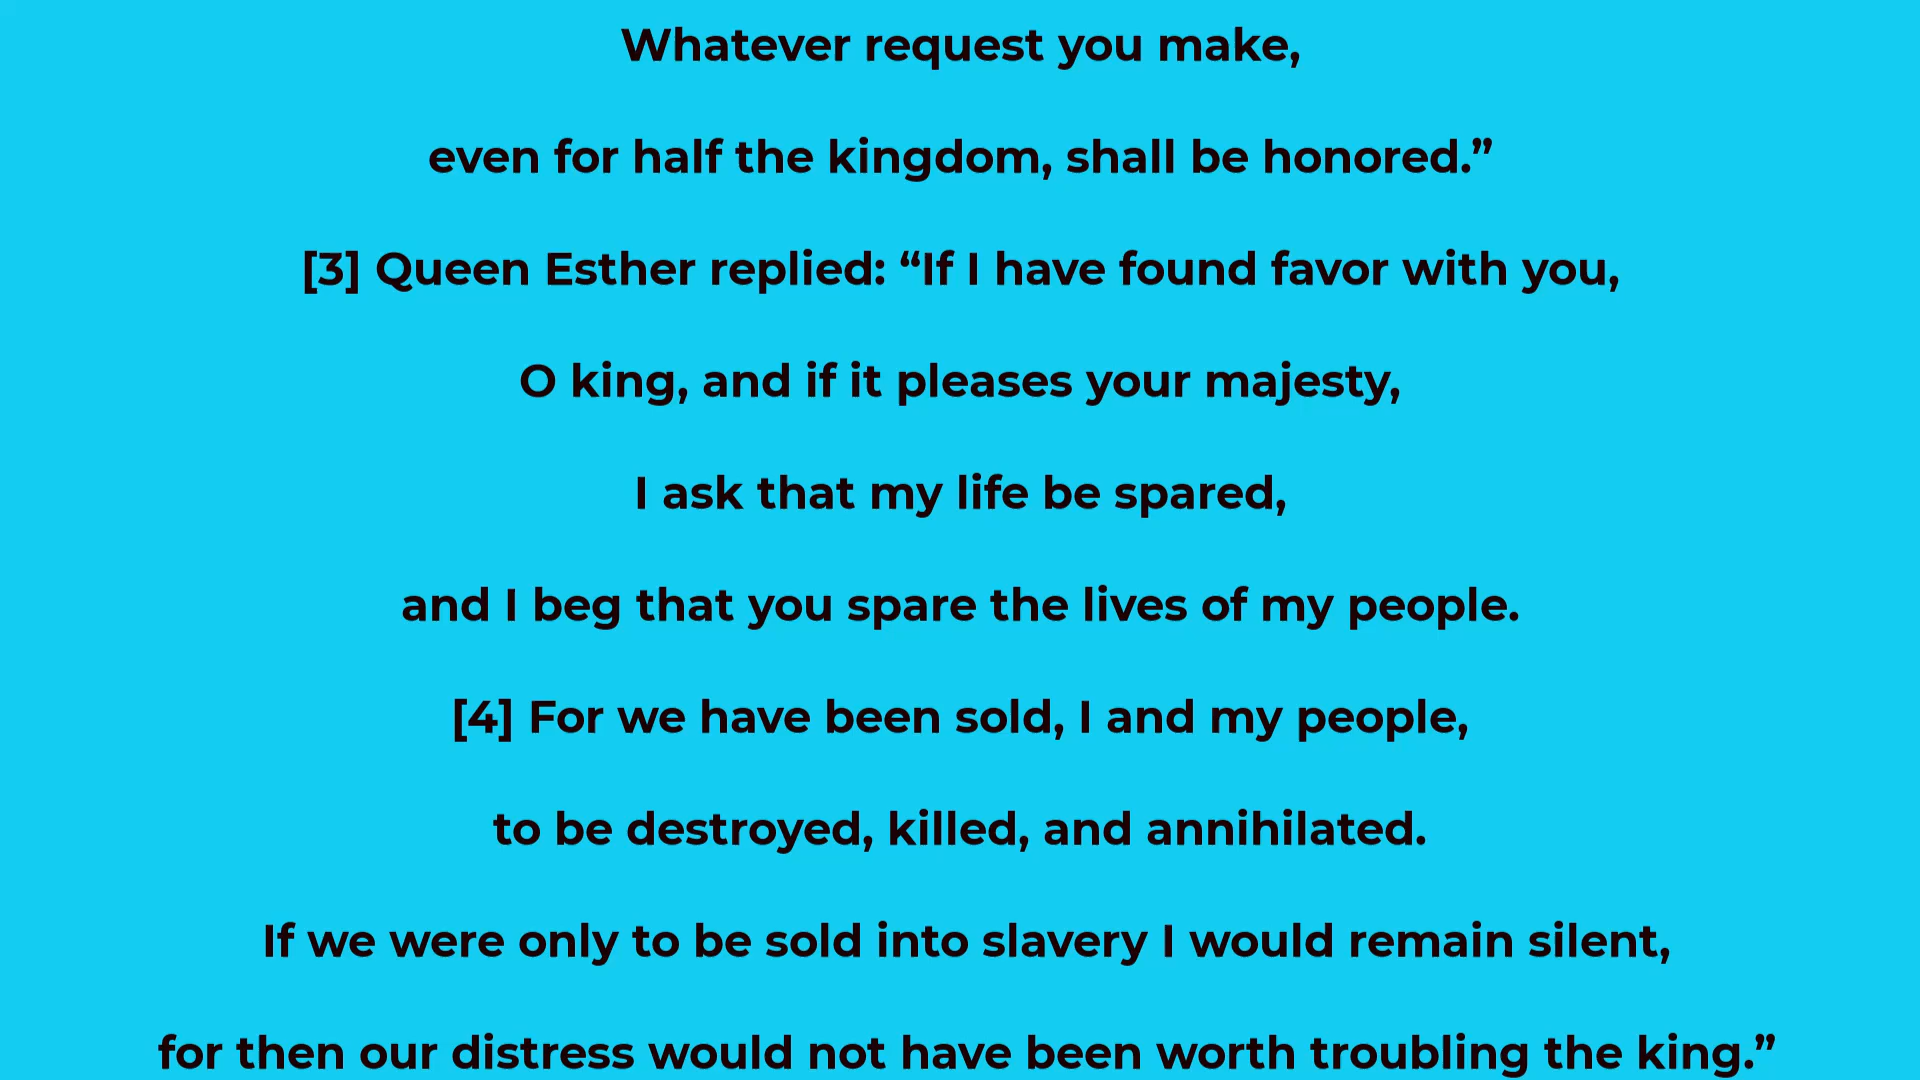 Whatever request you make,
even for half the kingdom, shall be honored.”
[3] Queen Esther replied: “If I have found favor with you,
O king, and if it pleases your majesty,
I ask that my life be spared,
and I beg that you spare the lives of my people.
[4] For we have been sold, I and my people,
to be destroyed, killed, and annihilated.
If we were only to be sold into slavery I would remain silent,
for then our distress would not have been worth troubling the king.”